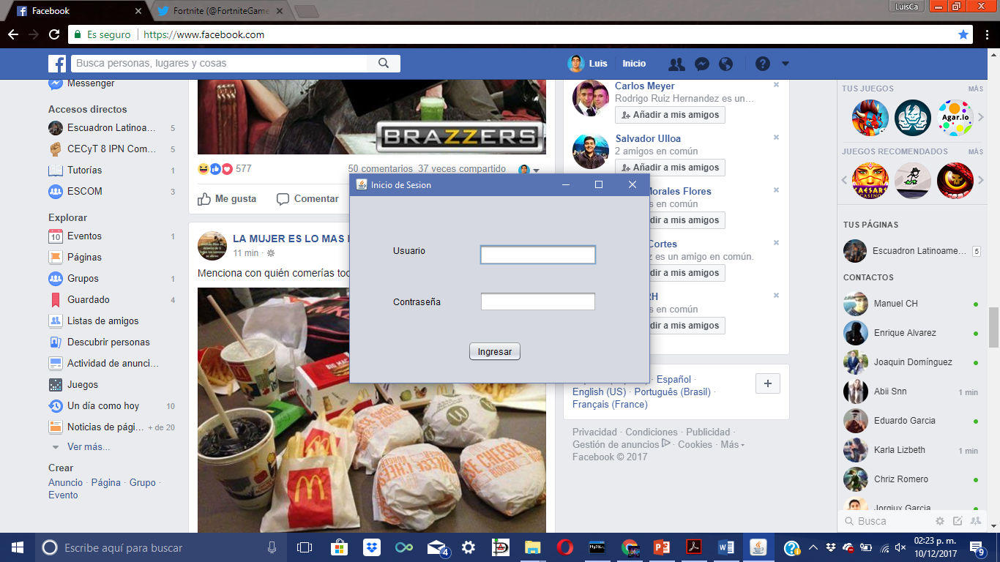 Facebook
Fortnite (@FortniteGame
LuisCa
Es seguro
https://www.facebook.com
Busca personas, lugares y cosas
Luis
Inicio
Messenger
Accesos directos
Escuadron Latinoa... 5
CECyT 8 IPN Com... 5
Tutorías 1
ESCOM 3
Explorar
10
Eventos 1
Páginas
Grupos 1
Guardado 4
Listas de amigos
Descubrir personas
Actividad de anunci...
Juegos
Un día como hoy 10
Noticias de pági... + de 20
Ver más...
Crear
Anuncio · Página · Grupo ·
Evento
BRAZZERS
577
50 comentarios 37 veces compartido
Me gusta
Comentar
LA MUJER ES LO MAS
11 min ·
Menciona con quién comerías
BIG MAC
Inicio de Sesion
Usuario
Contraseña
Ingresar
Carlos Meyer
Rodrigo Ruiz Hernandez es un...
Añadir a mis amigos
Salvador Ulloa
2 amigos en común
Añadir a mis amigos
Morales Flores
s en común
dir a mis amigos
Cortes
z es un amigo en común.
dir a mis amigos
RH
s en común
dir a mis amigos
· Español ·
English (US) · Português (Brasil) ·
Français (France)
Privacidad · Condiciones · Publicidad ·
Gestión de anuncios · Cookies · Más
Facebook © 2017
TUS JUEGOS MÁS
Agar.io
JUEGOS RECOMENDADOS MÁS
CAESARS
CASINO
TUS PÁGINAS
Escuadron Latinoame... 5
CONTACTOS
Manuel CH
Enrique Alvarez
Joaquin Domínguez
Abii Snn 1 min
Eduardo Garcia
Karla Lizbeth 1 min
Chriz Romero
Jorgiux Garcia
Busca
Escribe aquí para buscar
4
MySQL
02:23 p. m.
10/12/2017
9